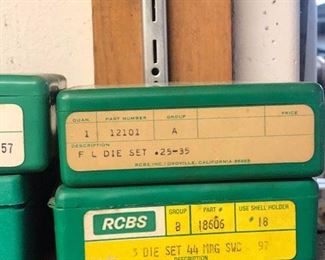 QUAN. PART NUMBER GROUP PRICE
1 12101 A
DESCRIPTION
F L DIE SET .25-35
RCBS, INC. / OROVILLE, CALIFORNIA 95965
57
RCBS
GROUP PART # USE SHELL HOLDER
B 18606 #18
3 DIE SET 44 MAG SWC 97
DESCRIPTION